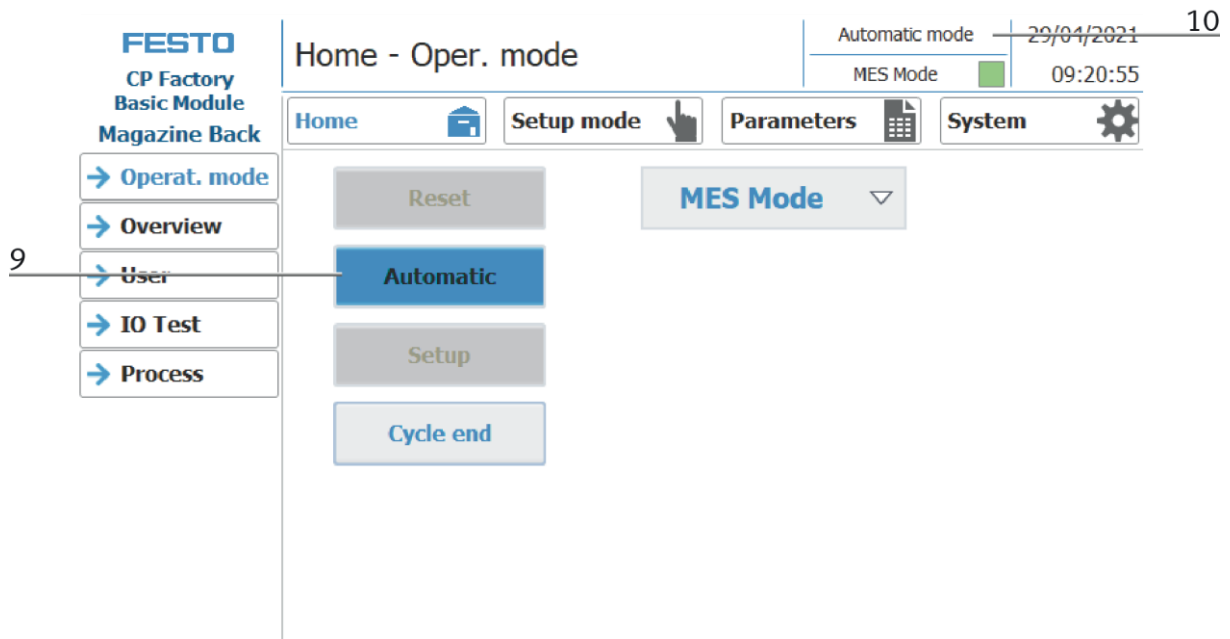 FESTO
CP Factory
Basic Module
Magazine Back
Home - Oper. mode
Automatic mode
29/04/2021
10
MES Mode
09:20:55
Home
Setup mode
Parameters
System
Operat. mode
Overview
User
IO Test
Process
9
Reset
MES Mode
Automatic
Setup
Cycle end